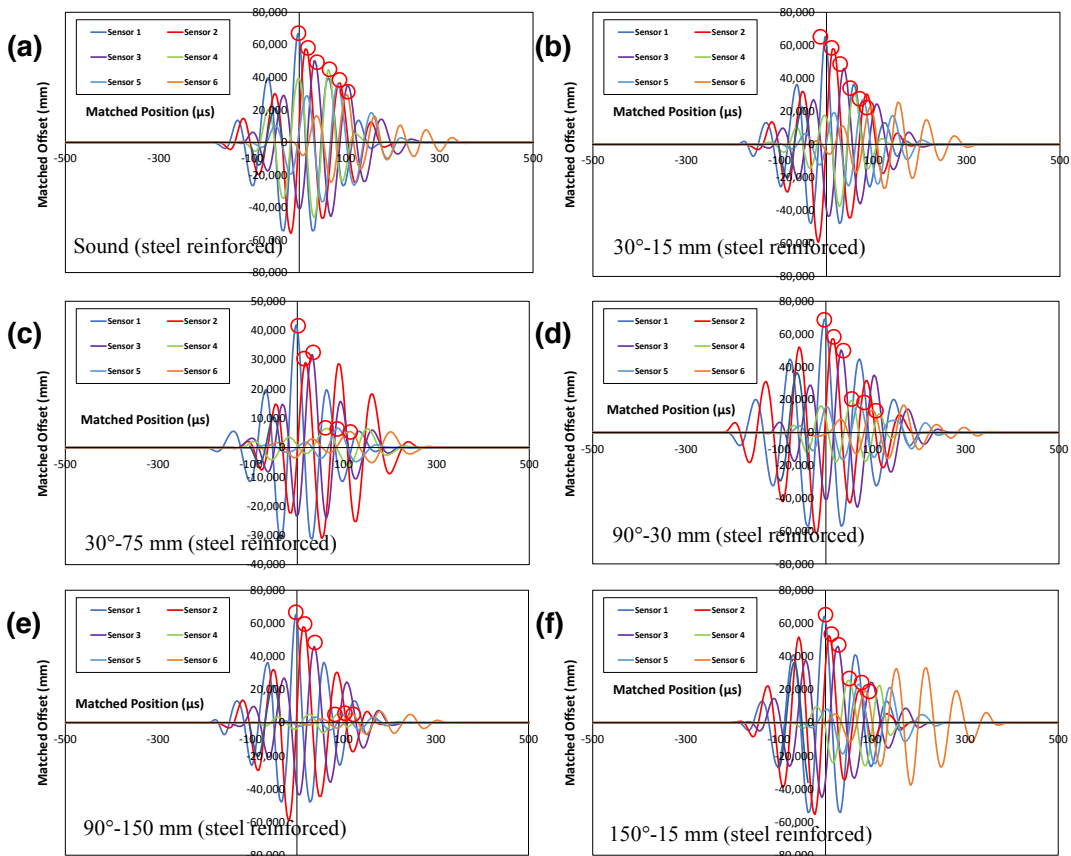 (a)
Matched Offset (mm)
80,000
60,000
40,000
20,000
0
-20,000
-40,000
-60,000
80,000
-500
-300
-100
100
300
500
Sensor 1
Sensor 2
Sensor 3
Sensor 4
Sensor 5
Sensor 6
Matched Position (µs)
Sound (steel reinforced)
(b)
Matched Offset (mm)
80,000
60,000
40,000
20,000
0
-20,000
-40,000
-60,000
-80,000
-500
-300
-100
100
300
500
Sensor 1
Sensor 2
Sensor 3
Sensor 4
Sensor 5
Sensor 6
Matched Position (µs)
30°-15 mm (steel reinforced)
(c)
Matched Offset (mm)
50,000
40,000
30,000
20,000
10,000
0
-10,000
-20,000
-30,000
-40,000
-500
-300
-100
100
300
500
Sensor 1
Sensor 2
Sensor 3
Sensor 4
Sensor 5
Sensor 6
Matched Position (µs)
30°-75 mm (steel reinforced)
(d)
Matched Offset (mm)
80,000
60,000
40,000
20,000
0
-20,000
-40,000
-60,000
-80,000
-500
-300
-100
100
300
500
Sensor 1
Sensor 2
Sensor 3
Sensor 4
Sensor 5
Sensor 6
Matched Position (µs)
90°-30 mm (steel reinforced)
(e)
Matched Offset (mm)
80,000
60,000
40,000
20,000
0
-20,000
-40,000
-60,000
-80,000
-500
-300
-100
100
300
500
Sensor 1
Sensor 2
Sensor 3
Sensor 4
Sensor 5
Sensor 6
Matched Position (µs)
90°-150 mm (steel reinforced)
(f)
Matched Offset (mm)
80,000
60,000
40,000
20,000
0
-20,000
-40,000
-60,000
-80,000
-500
-300
-100
100
300
500
Sensor 1
Sensor 2
Sensor 3
Sensor 4
Sensor 5
Sensor 6
Matched Position (µs)
150°-15 mm (steel reinforced)